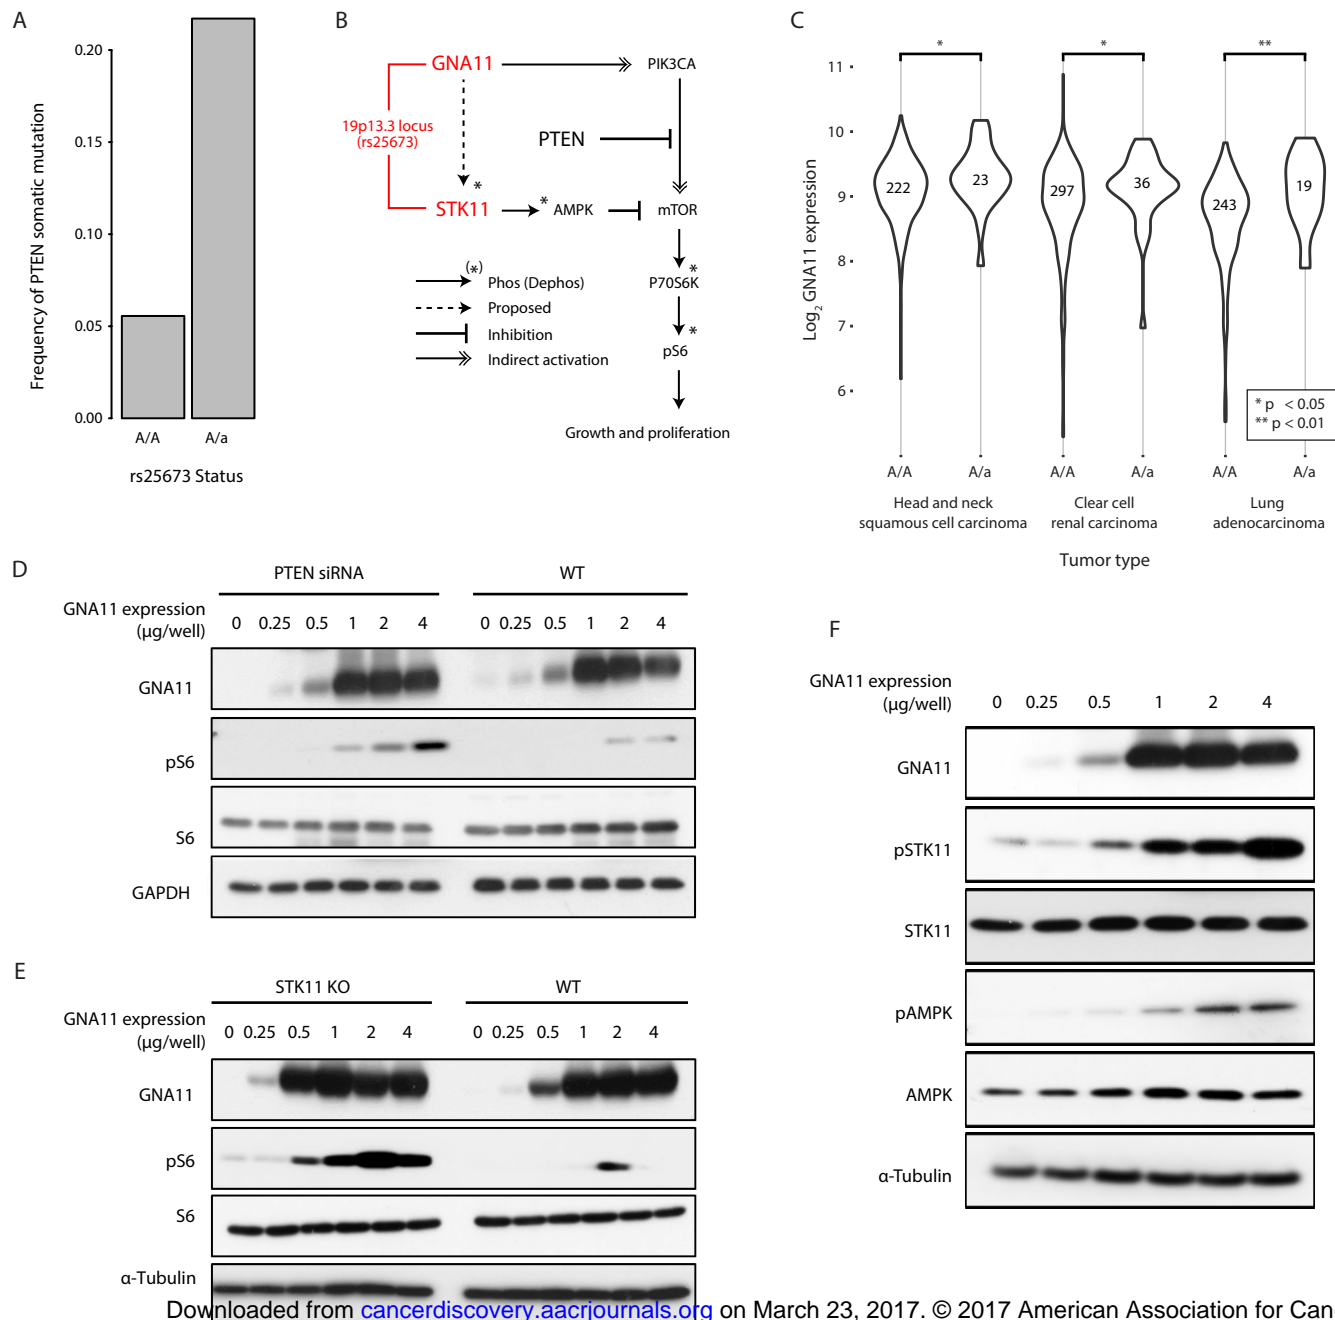 A
Frequency of PTEN somatic mutation
0.20
0.15
0.10
0.05
0.00
A/A
A/a
rs25673 Status
B
GNA11
PIK3CA
19p13.3 locus
(rs25673)
PTEN
*
STK11
*
AMPK
mTOR
*
P70S6K
*
pS6
Growth and proliferation
(*)
Phos (Dephos)
Proposed
Inhibition
Indirect activation
C
Log2 GNA11 expression
11
10
9
8
7
6
*
*
**
222
23
297
36
243
19
* p < 0.05
** p < 0.01
A/A
A/a
A/A
A/a
A/A
A/a
Head and neck
squamous cell carcinoma
Clear cell
renal carcinoma
Lung
adenocarcinoma
Tumor type
D
PTEN siRNA
WT
GNA11 expression
(µg/well)
0 0.25 0.5 1 2 4
0 0.25 0.5 1 2 4
GNA11
pS6
S6
GAPDH
E
STK11 KO
WT
GNA11 expression
(µg/well)
0 0.25 0.5 1 2 4
0 0.25 0.5 1 2 4
GNA11
pS6
S6
α-Tubulin
F
GNA11 expression
(µg/well)
0 0.25 0.5 1 2 4
GNA11
pSTK11
STK11
pAMPK
AMPK
α-Tubulin
Downloaded from cancerdiscovery.aacrjournals.org on March 23, 2017. © 2017 American Association for